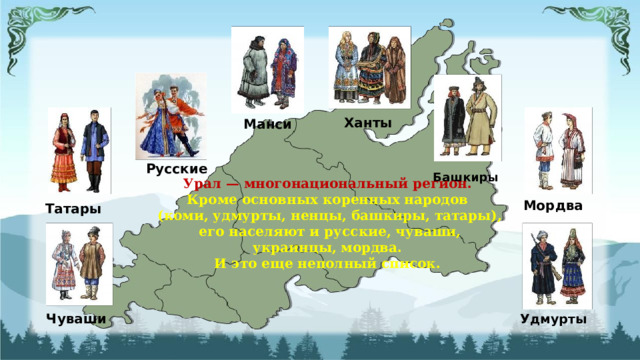 Манси
Ханты
Русские
Башкиры
Татары
Мордва
Урал — многонациональный регион.
Кроме основных коренных народов
(коми, удмурты, ненцы, башкиры, татары),
его населяют и русские, чуваши,
украинцы, мордва.
И это еще неполный список.
Чуваши
Удмурты